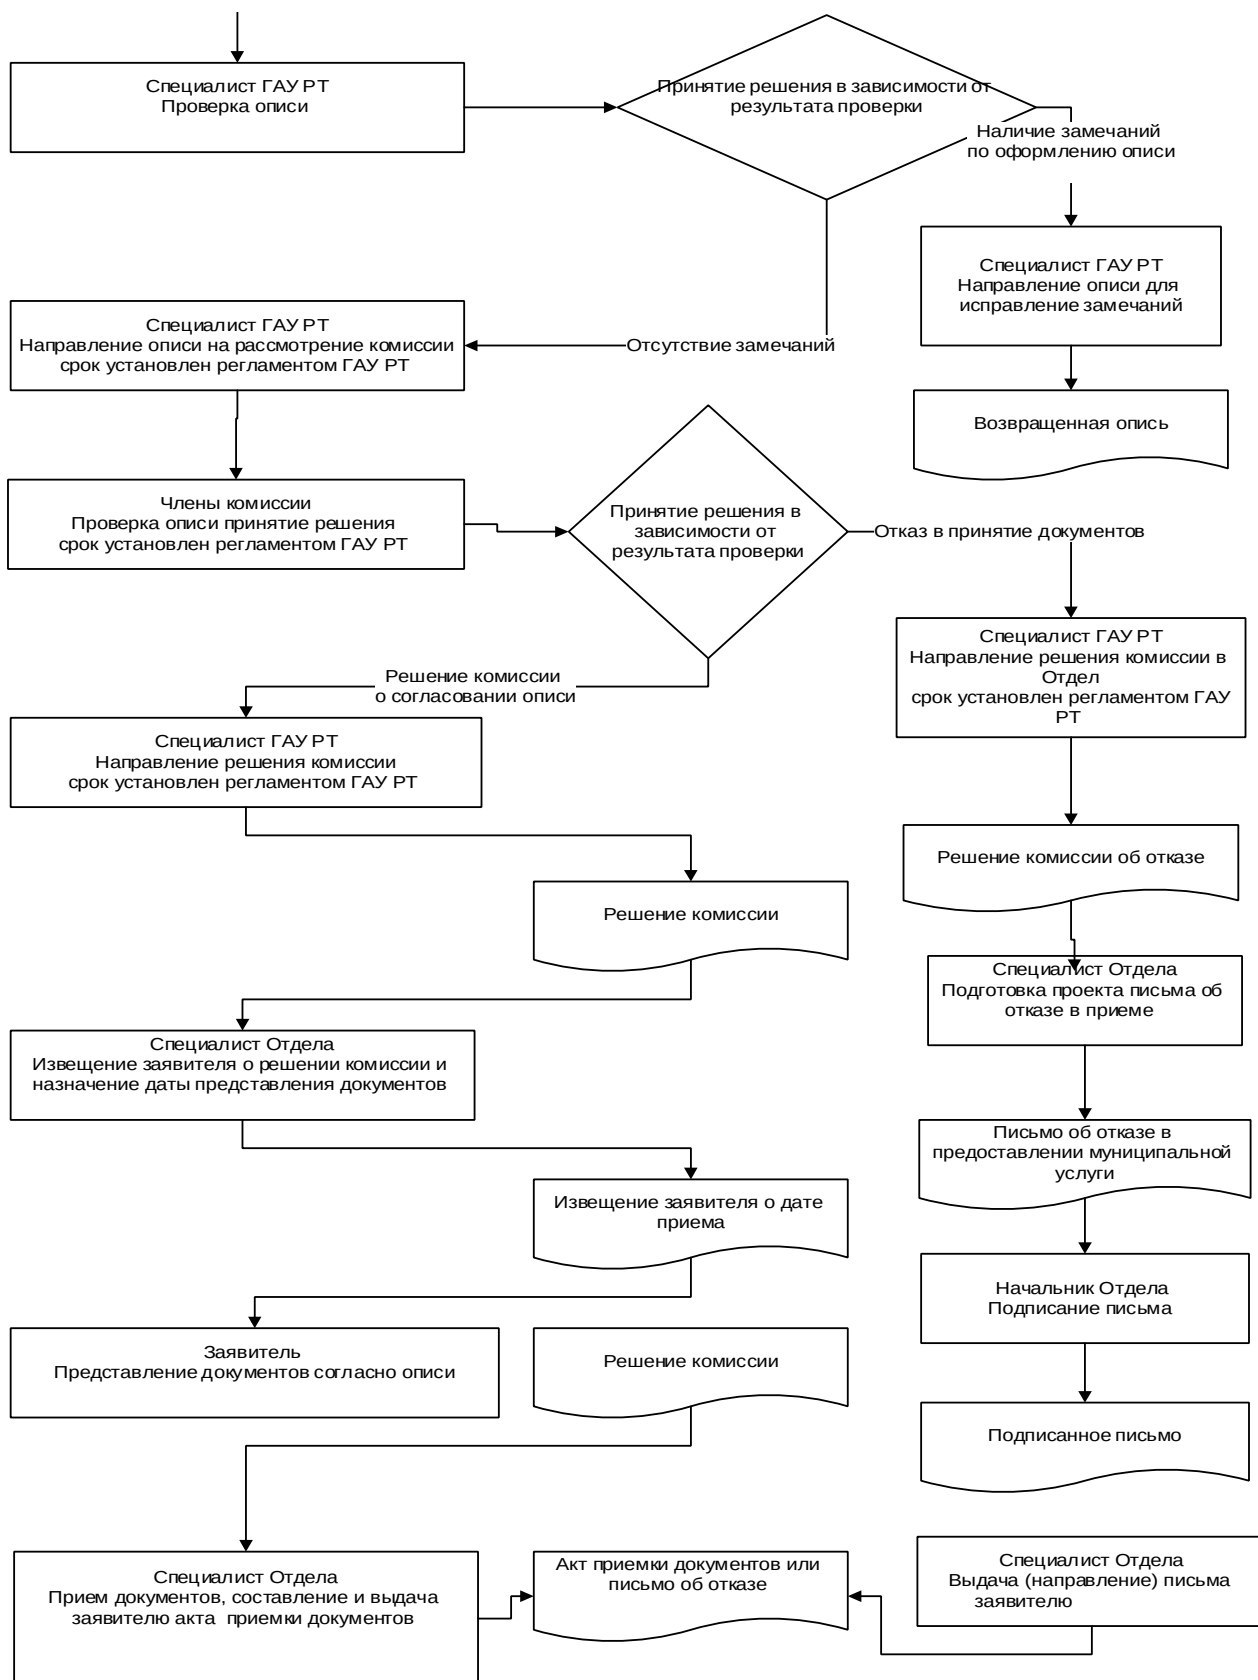 Специалист ГАУ РТ
Проверка описи
Принятие решения в зависимости от
результата проверки
Наличие замечаний
по оформлению описи
Специалист ГАУ РТ
Направление описи для
исправление замечаний
Специалист ГАУ РТ
Направление описи на рассмотрение комиссии
срок установлен регламентом ГАУ РТ
Отсутствие замечаний
Возвращенная опись
Члены комиссии
Проверка описи принятие решения
срок установлен регламентом ГАУ РТ
Принятие решения в
зависимости от
результата проверки
Отказ в принятие документов
Специалист ГАУ РТ
Направление решения комиссии в
Отдел
срок установлен регламентом ГАУ
РТ
Решение комиссии
о согласовании описи
Специалист ГАУ РТ
Направление решения комиссии
срок установлен регламентом ГАУ РТ
Решение комиссии об отказе
Решение комиссии
Специалист Отдела
Подготовка проекта письма об
отказе в приеме
Специалист Отдела
Извещение заявителя о решении комиссии и
назначение даты представления документов
Письмо об отказе в
предоставлении муниципальной
услуги
Извещение заявителя о дате
приема
Начальник Отдела
Подписание письма
Заявитель
Представление документов согласно описи
Решение комиссии
Подписанное письмо
Специалист Отдела
Прием документов, составление и выдача
заявителю акта приемки документов
Акт приемки документов или
письмо об отказе
Специалист Отдела
Выдача (направление) письма
заявителю